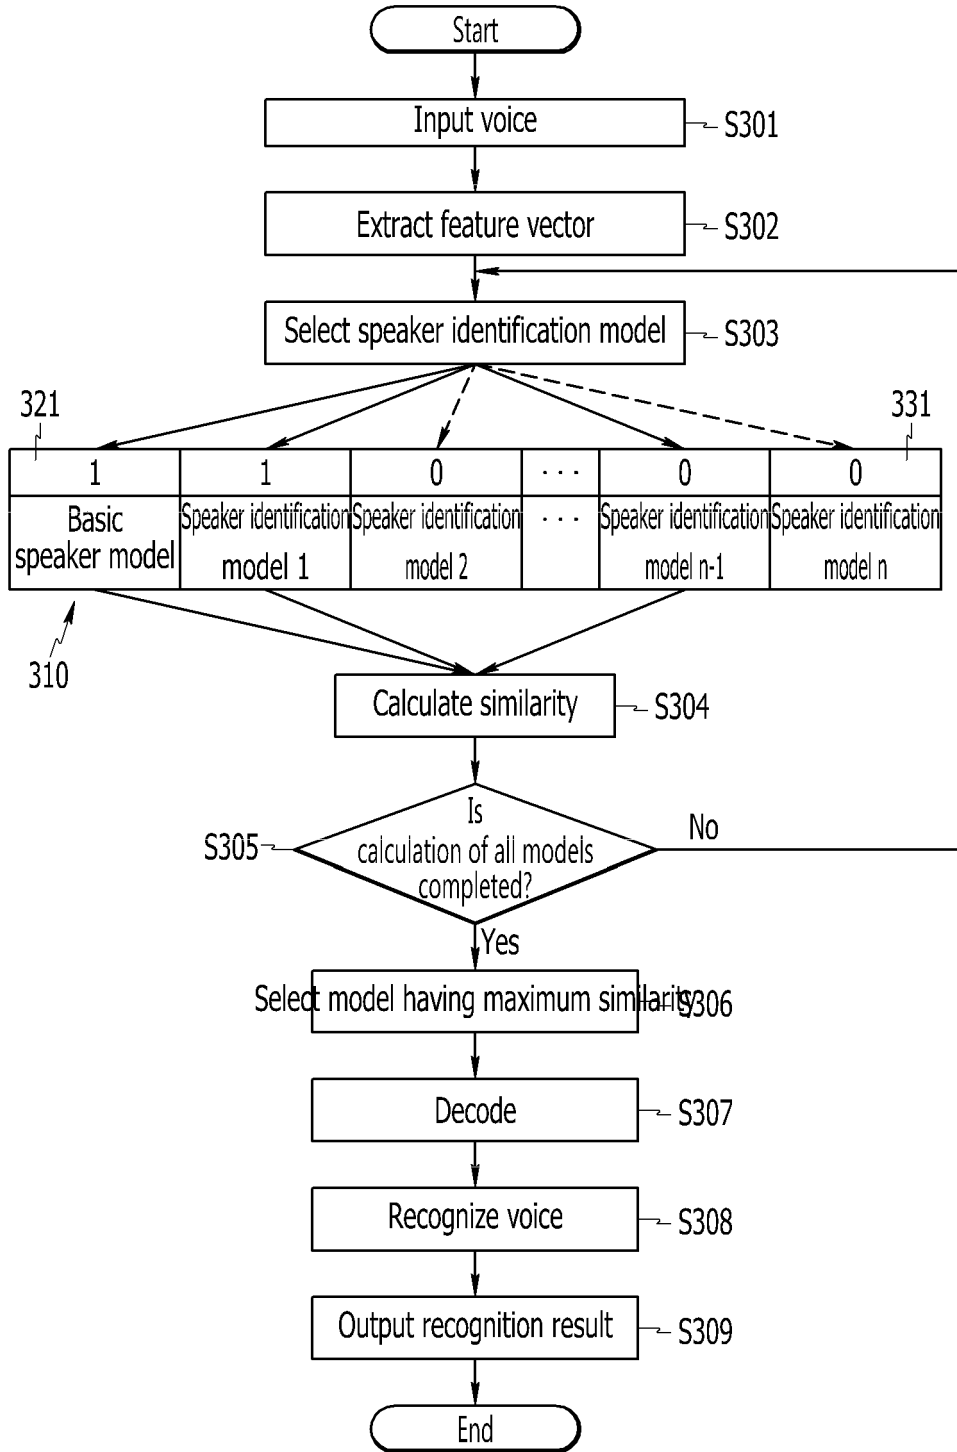 Start
Input voice
S301
Extract feature vector
S302
Select speaker identification model
S303
321
331
1 1 0 ... 0 0
Basic
speaker model
Speaker identification
model 1
Speaker identification
model 2
...
Speaker identification
model n-1
Speaker identification
model n
310
Calculate similarity
S304
Is
calculation of all models
completed?
S305
No
Yes
Select model having maximum similarity
S306
Decode
S307
Recognize voice
S308
Output recognition result
S309
End